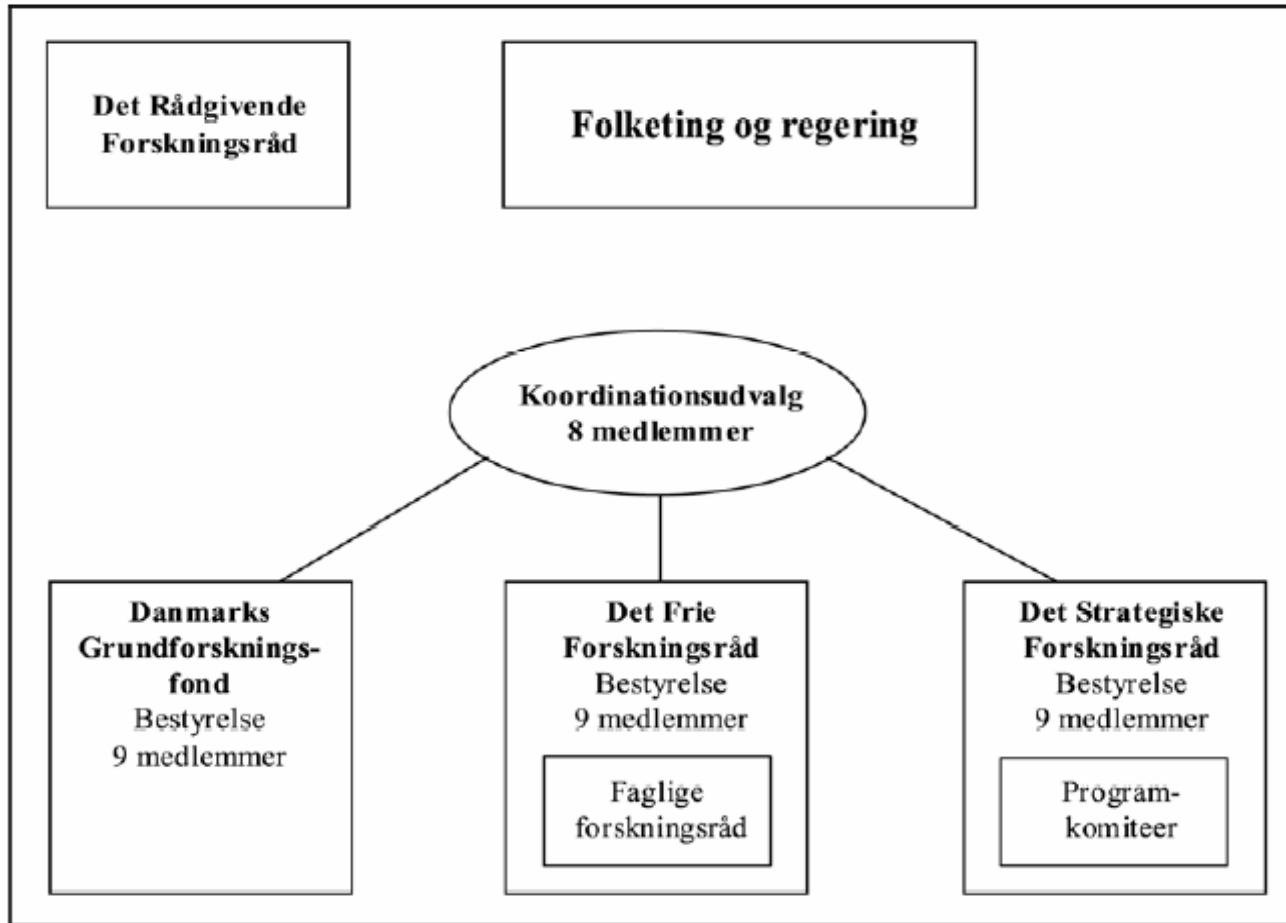 Det Rådgivende
Forskningsråd
Folketing og regering
Koordinationsudvalg
8 medlemmer
Danmarks
Grundforsknings-
fond
Bestyrelse
9 medlemmer
Det Frie
Forskningsråd
Bestyrelse
9 medlemmer
Faglige
forskningsråd
Det Strategiske
Forskningsråd
Bestyrelse
9 medlemmer
Program-
komiteer